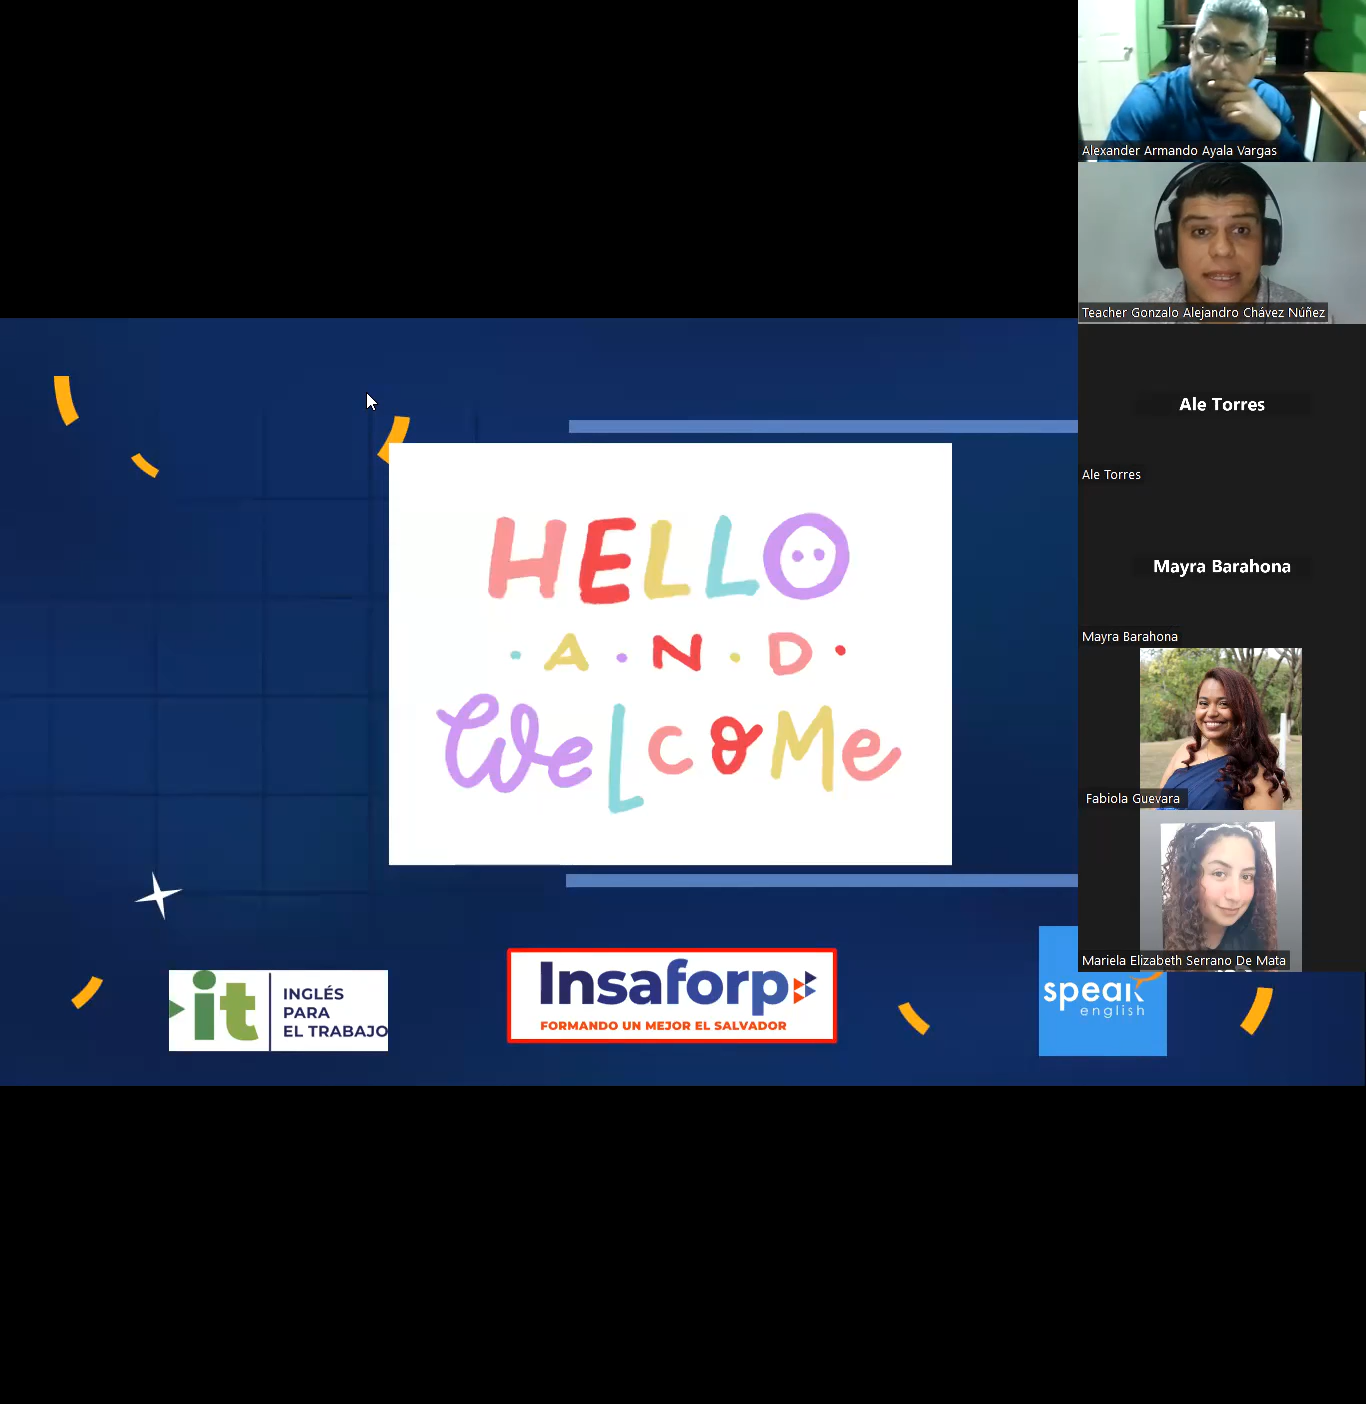 Alexander Armando Ayala Vargas
Teacher Gonzalo Alejandro Chávez Núñez
Ale Torres
Ale Torres
Mayra Barahona
Mayra Barahona
Fabiola Guevara
Mariela Elizabeth Serrano De Mata
HELLO
A.N.D
WeLcoMe
it
INGLÉS
PARA
EL TRABAJO
Insaforp
FORMANDO UN MEJOR EL SALVADOR
speak
english